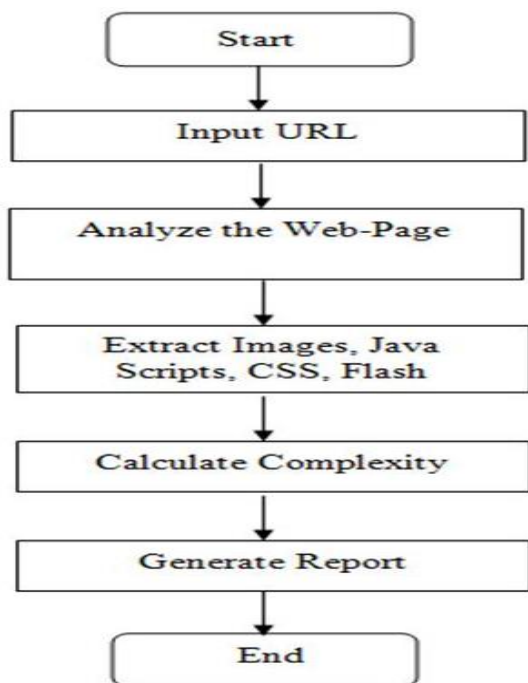 Start
Input URL
Analyze the Web-Page
Extract Images, Java
Scripts, CSS, Flash
Calculate Complexity
Generate Report
End